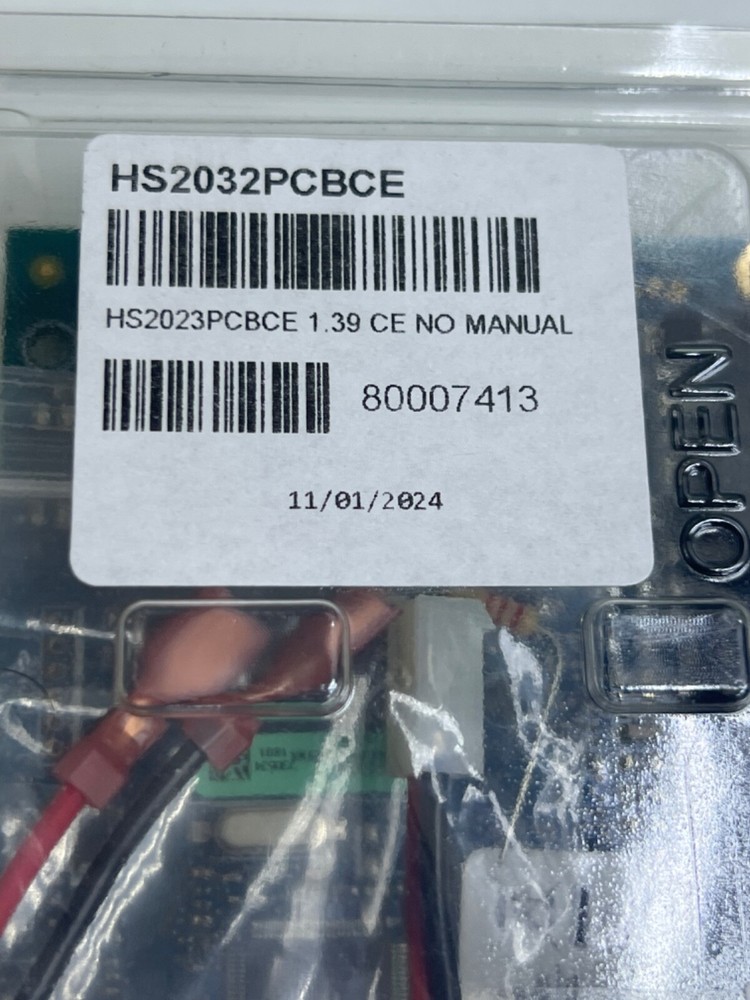 HS2032PCBCE
HS2023PCBCE 1.39 CE NO MANUAL
80007413
11/01/2024
OPEN